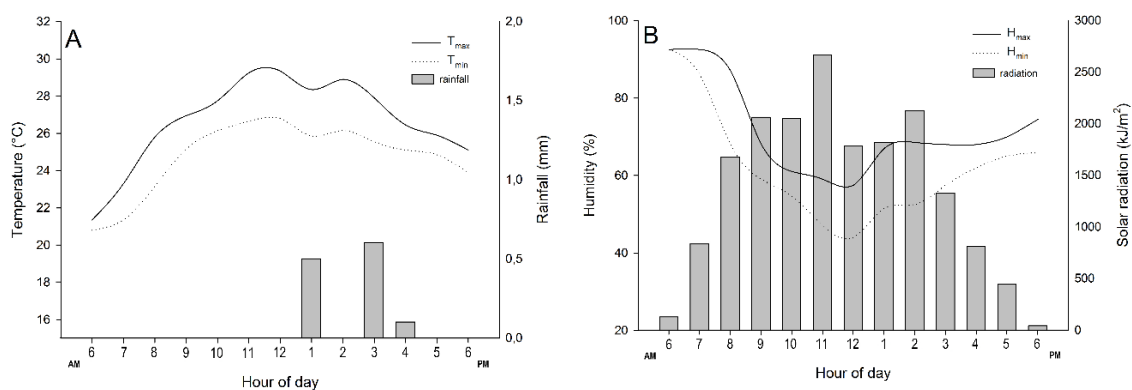 A
T max
T min
rainfall
Temperature (°C)
32
30
28
26
24
22
20
18
16
2,0
1,5
1,0
0,5
0,0
Rainfall (mm)
6 7 8 9 10 11 12 1 2 3 4 5 6
AM PM
Hour of day
B
H max
H min
radiation
Humidity (%)
100
80
60
40
20
3000
2500
2000
1500
1000
500
0
Solar radiation (kJ/m²)
6 7 8 9 10 11 12 1 2 3 4 5 6
AM PM
Hour of day